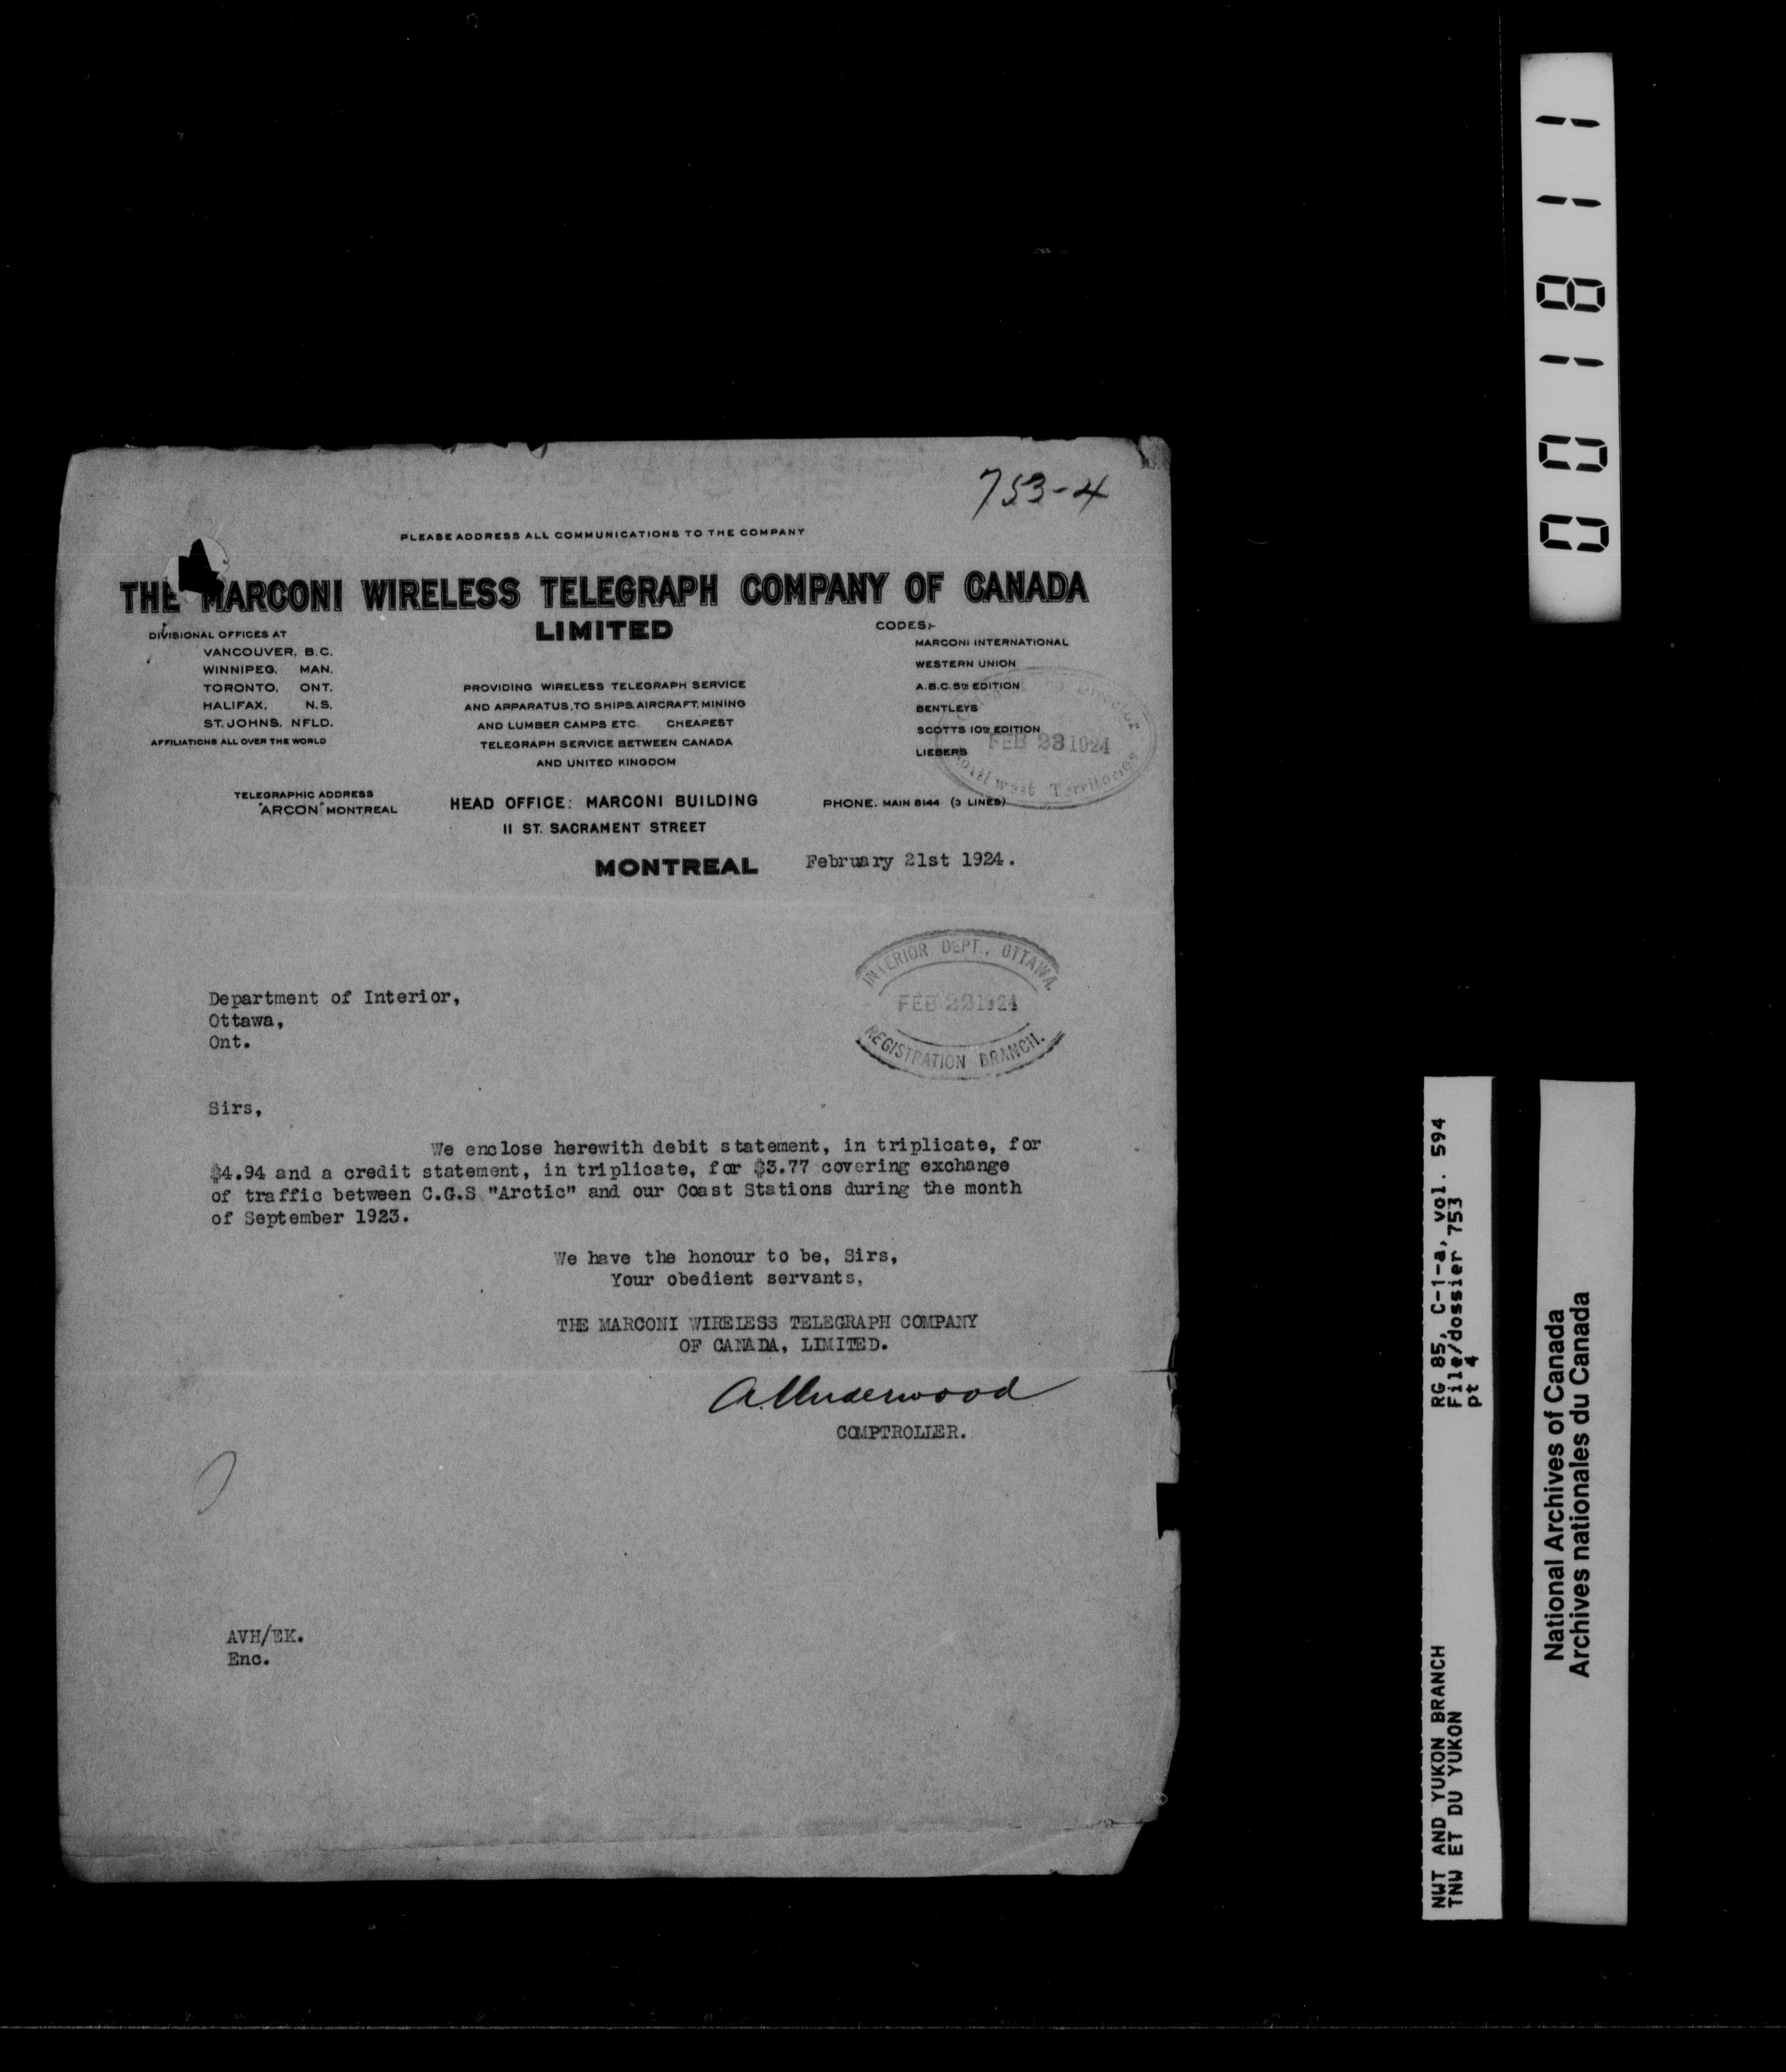 753-4
PLEASE ADDRESS ALL COMMUNICATIONS TO THE COMPANY
THE MARCONI WIRELESS TELEGRAPH COMPANY OF CANADA
LIMITED
DIVISIONAL OFFICES AT
VANCOUVER, B.C.
WINNIPEG. MAN.
TORONTO. ONT.
HALIFAX. N.S.
ST. JOHNS, NFLD.
AFFILIATIONS ALL OVER THE WORLD
PROVIDING WIRELESS TELEGRAPH SERVICE
AND APPARATUS, TO SHIPS, AIRCRAFT, MINING
AND LUMBER CAMPS ETC. CHEAPEST
TELEGRAPH SERVICE BETWEEN CANADA
AND UNITED KINGDOM
CODES:-
MARCONI INTERNATIONAL
WESTERN UNION
A.B.C. 5TH EDITION
BENTLEYS
SCOTTS 10TH EDITION
LIEBERS
FEB 23 1924
Northwest Territories
TELEGRAPHIC ADDRESS
"ARCON" MONTREAL
HEAD OFFICE: MARCONI BUILDING
11 ST. SACRAMENT STREET
PHONE. MAIN 8144 (3 LINES)
MONTREAL
February 21st 1924.
INTERIOR DEPT., OTTAWA.
FEB 22 1924
REGISTRATION BRANCH.
Department of Interior,
Ottawa,
Ont.
Sirs,
We enclose herewith debit statement, in triplicate, for
$4.94 and a credit statement, in triplicate, for $3.77 covering exchange
of traffic between C.G.S "Arctic" and our Coast Stations during the month
of September 1923.
We have the honour to be, Sirs,
Your obedient servants,
THE MARCONI WIRELESS TELEGRAPH COMPANY
OF CANADA, LIMITED.
A. Underwood
COMPTROLLER.
AVH/EK.
Enc.
001811
RG 85, C-1-a, vol. 594
File/dossier 753
pt 4
NWT AND YUKON BRANCH
TNW ET DU YUKON
National Archives of Canada
Archives nationales du Canada